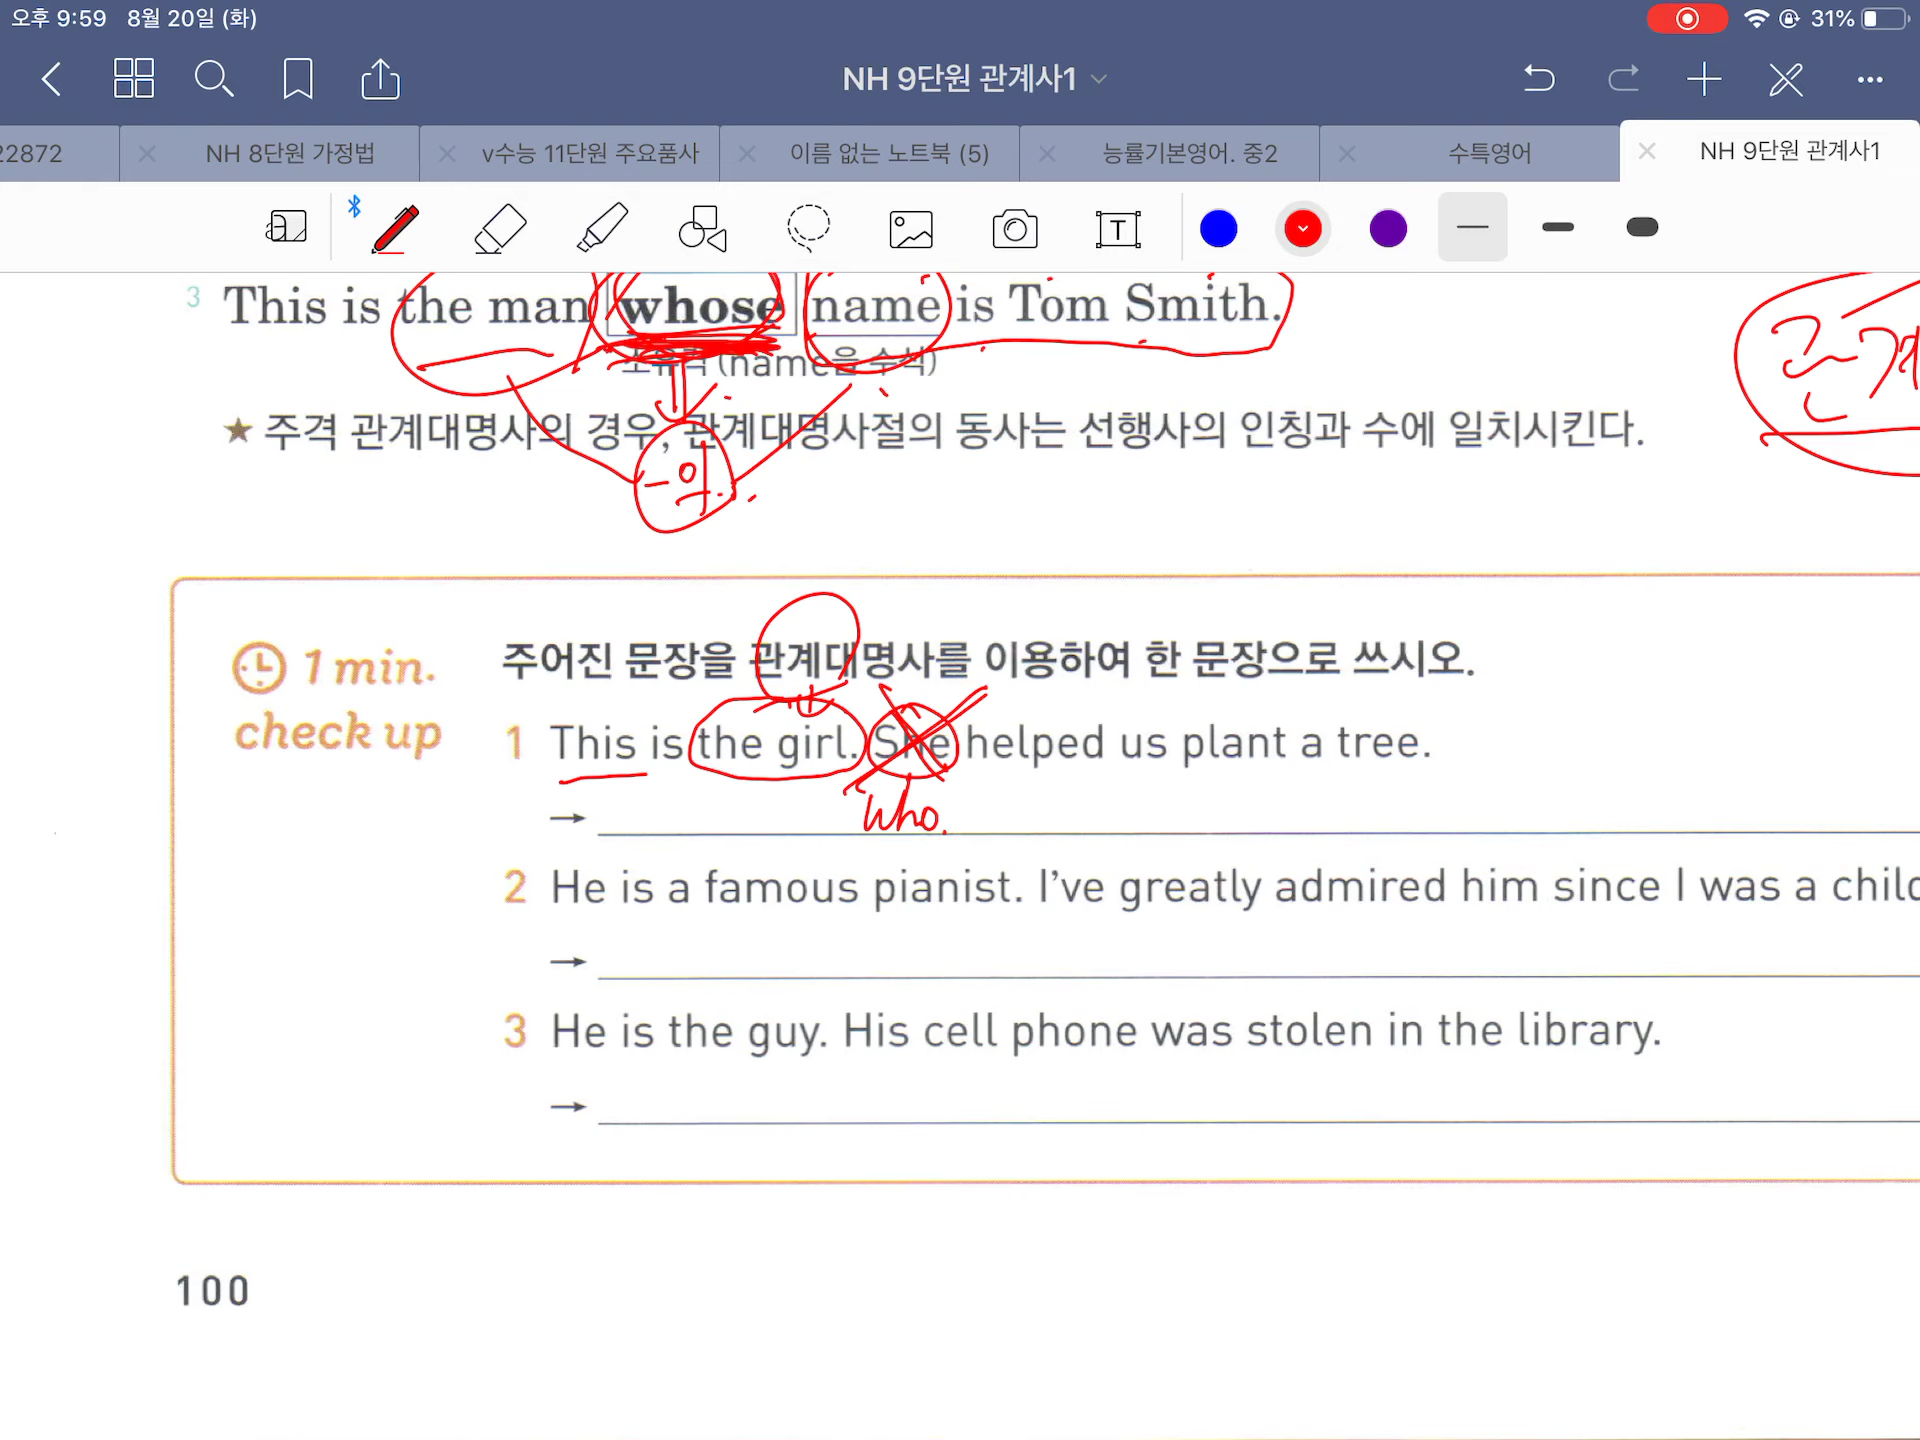 오후 9:59 8월 20일 (화) 31%
NH 9단원 관계사1
22872 NH 8단원 가정법 v수능 11단원 주요품사 이름 없는 노트북 (5) 능률기본영어. 중2 수특영어 NH 9단원 관계사1
T
3 This is the man whose name is Tom Smith.
소유격 (name을 수식)
★ 주격 관계대명사의 경우, 관계대명사절의 동사는 선행사의 인칭과 수에 일치시킨다.
-의
1 min.
check up
주어진 문장을 관계대명사를 이용하여 한 문장으로 쓰시오.
1 This is the girl. She helped us plant a tree.
→ who.
2 He is a famous pianist. I've greatly admired him since I was a child
→
3 He is the guy. His cell phone was stolen in the library.
→
100